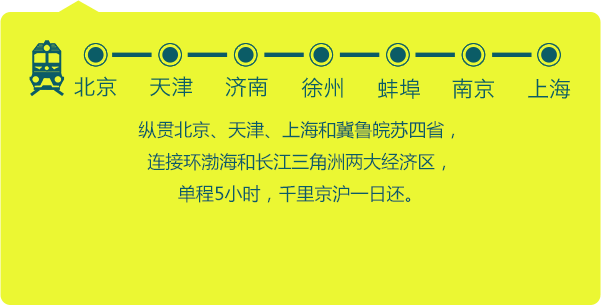 北京 天津 济南 徐州 蚌埠 南京 上海
纵贯北京、天津、上海和冀鲁皖苏四省，
连接环渤海和长江三角洲两大经济区，
单程5小时，千里京沪一日还。